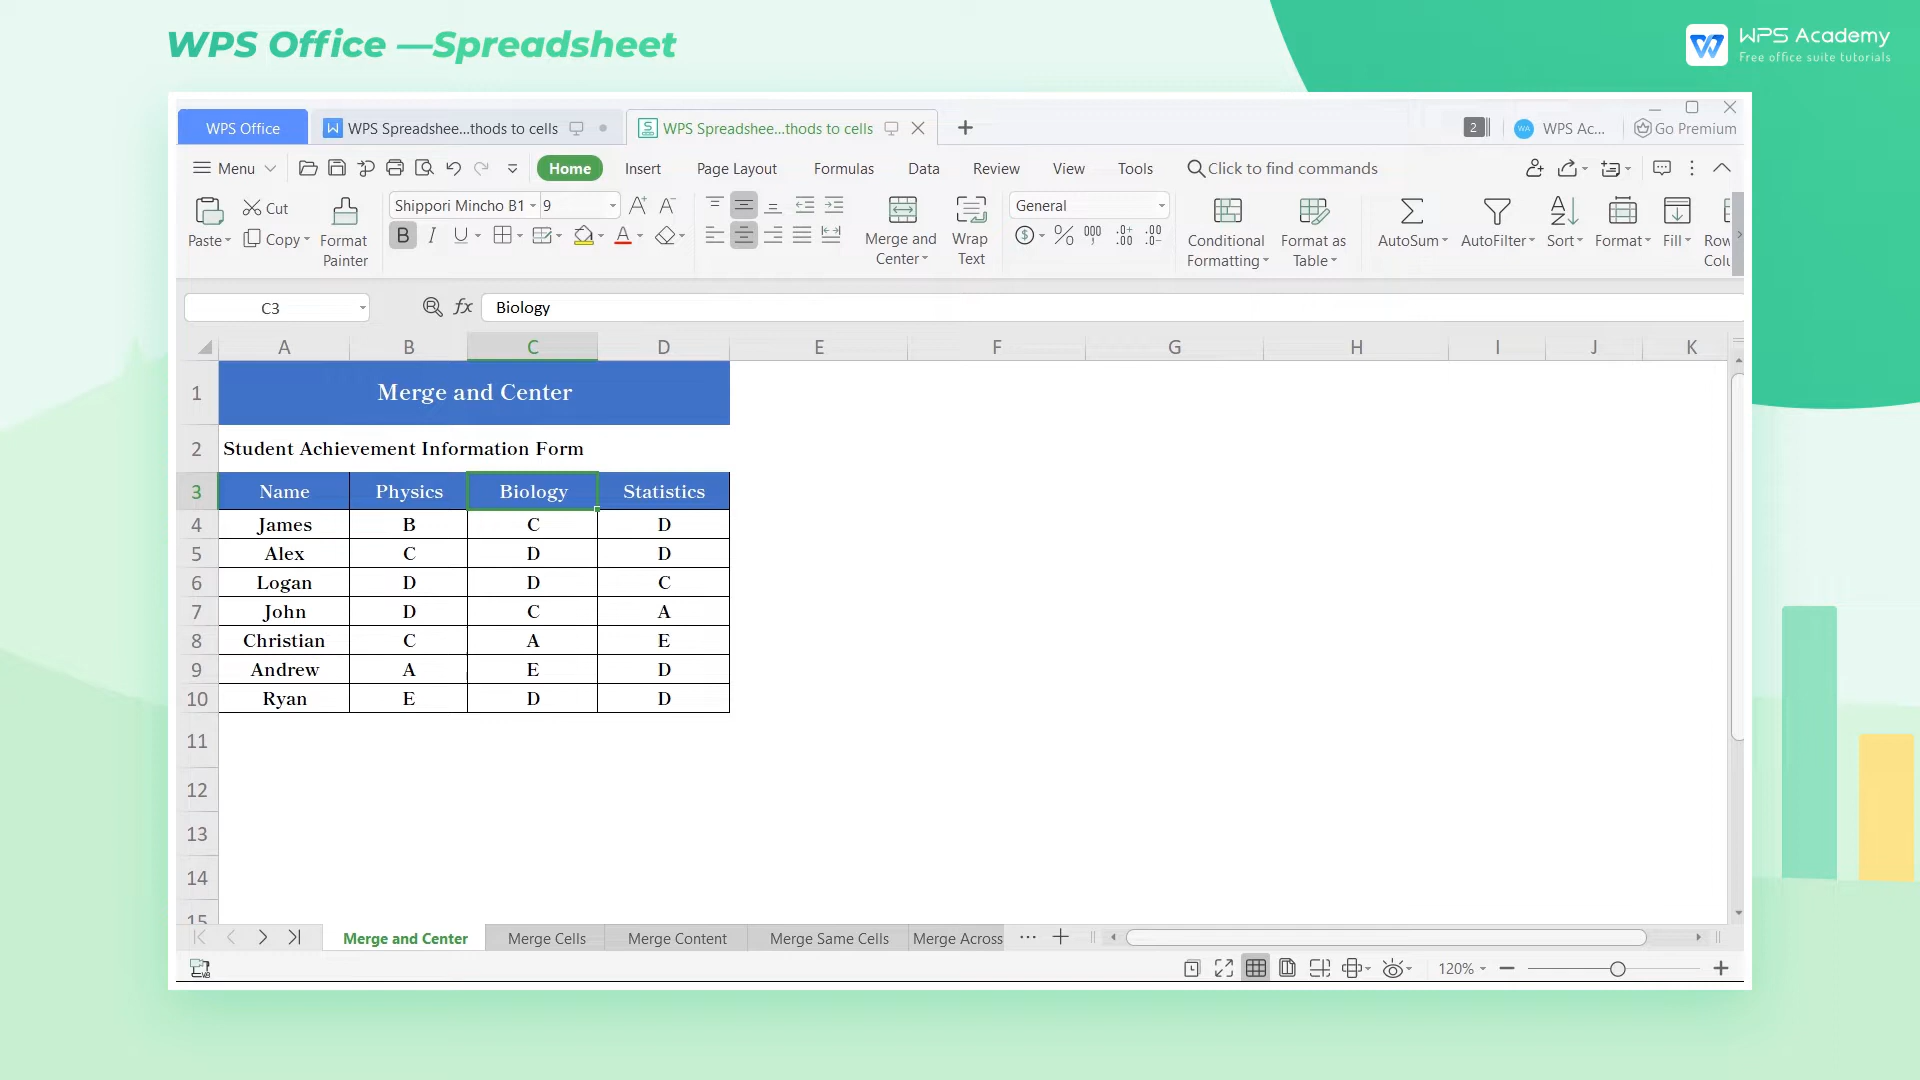 WPS Office —Spreadsheet
WPS Academy
Free office suite tutorials
WPS Office
WPS Spreadshee...thods to cells
WPS Spreadshee...thods to cells
2
WPS Ac...
Go Premium
Menu
Home
Insert
Page Layout
Formulas
Data
Review
View
Tools
Click to find commands
Paste
Cut
Copy
Format
Painter
Shippori Mincho B1
9
Merge and
Center
Wrap
Text
General
Conditional
Formatting
Format as
Table
AutoSum
AutoFilter
Sort
Format
Fill
Row
Colu
C3
fx
Biology
A B C D E F G H I J K
1 Merge and Center
2 Student Achievement Information Form
3 Name Physics Biology Statistics
4 James B C D
5 Alex C D D
6 Logan D D C
7 John D C A
8 Christian C A E
9 Andrew A E D
10 Ryan E D D
11
12
13
14
15
Merge and Center
Merge Cells
Merge Content
Merge Same Cells
Merge Across
120%